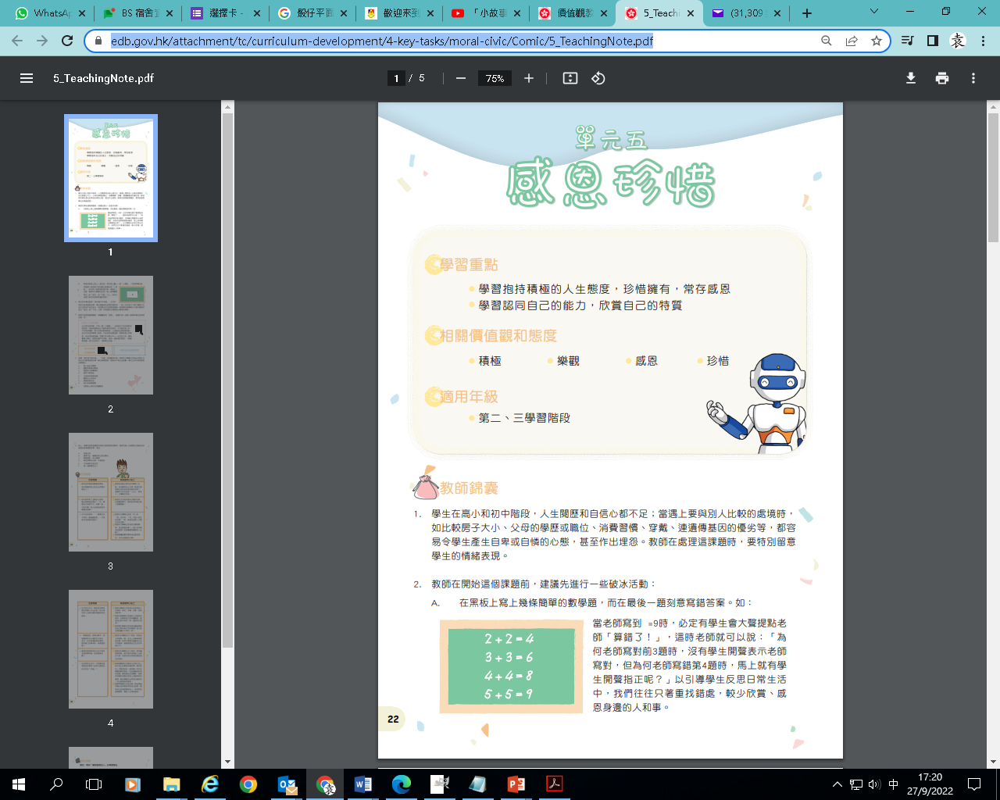 WhatsAp
BS 宿舍
選擇卡 -
骰仔平面
歡迎來到
「小故事
價值觀教
5_Teachi
(31,309
edb.gov.hk/attachment/tc/curriculum-development/4-key-tasks/moral-civic/Comic/5_TeachingNote.pdf
袁
5_TeachingNote.pdf
1 / 5
75%
單元五
感恩珍惜
學習重點
學習抱持積極的人生態度，珍惜擁有，常存感恩
學習認同自己的能力，欣賞自己的特質
相關價值觀和態度
積極 樂觀 感恩 珍惜
適用年級
第二、三學習階段
教師錦囊
1. 學生在高小和初中階段，人生閱歷和自信心都不足；當遇上要與別人比較的處境時，
如比較房子大小、父母的學歷或職位、消費習慣、穿戴、連遺傳基因的優劣等，都容
易令學生產生自卑或自憐的心態，甚至作出埋怨。教師在處理這課題時，要特別留意
學生的情緒表現。
2. 教師在開始這個課題前，建議先進行一些破冰活動：
A. 在黑板上寫上幾條簡單的數學題，而在最後一題刻意寫錯答案。如：
2+2=4
3+3=6
4+4=8
5+5=9
當老師寫到 =9時，必定有學生會大聲提點老
師「算錯了！」，這時老師就可以說：「為
何老師寫對前3題時，沒有學生開聲表示老師
寫對，但為何老師寫錯第4題時，馬上就有學
生開聲指正呢？」以引導學生反思日常生活
中，我們往往只著重找錯處，較少欣賞、感
恩身邊的人和事。
22
1
2
3
4
中
17:20
27/9/2022